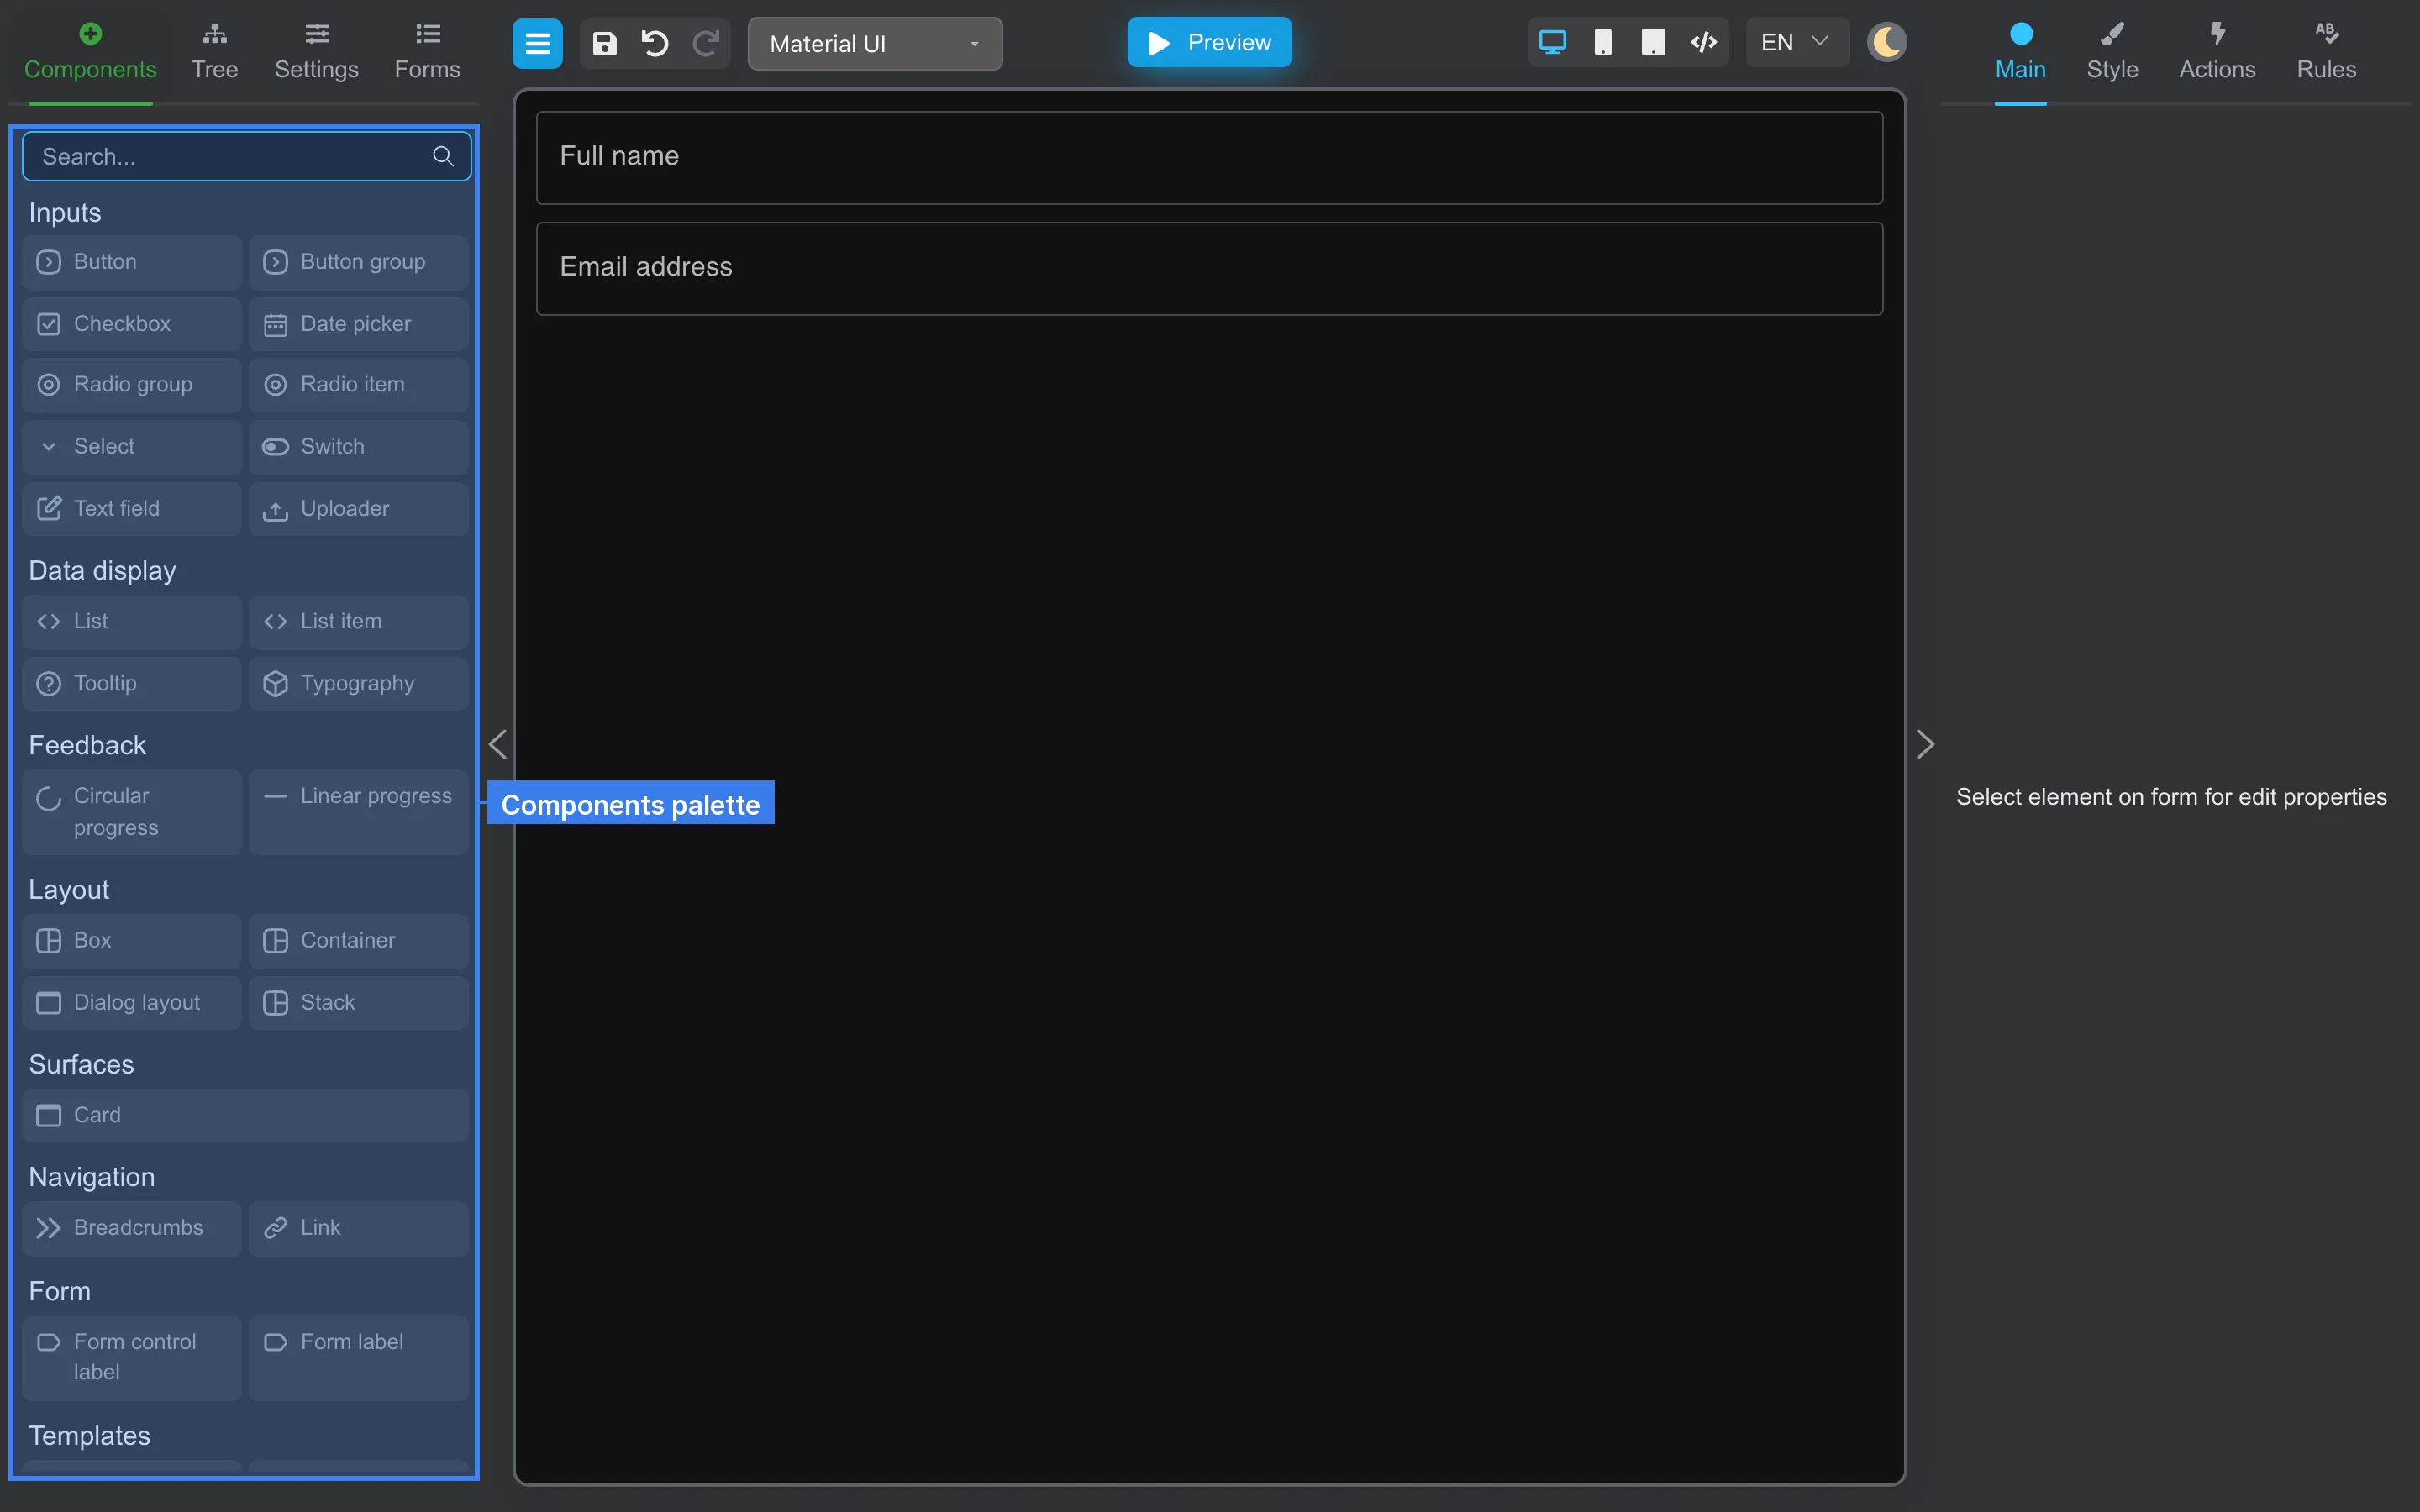 Components
Tree
Settings
Forms
Material UI
Preview
EN
Main
Style
AB
Actions
Rules
Search...
Inputs
Button
Button group
Checkbox
Date picker
Radio group
Radio item
Select
Switch
Text field
Uploader
Data display
List
List item
Tooltip
Typography
Feedback
Circular
progress
Linear progress
Layout
Box
Container
Dialog layout
Stack
Surfaces
Card
Navigation
Breadcrumbs
Link
Form
Form control
label
Form label
Templates
Components palette
Full name
Email address
Select element on form for edit properties